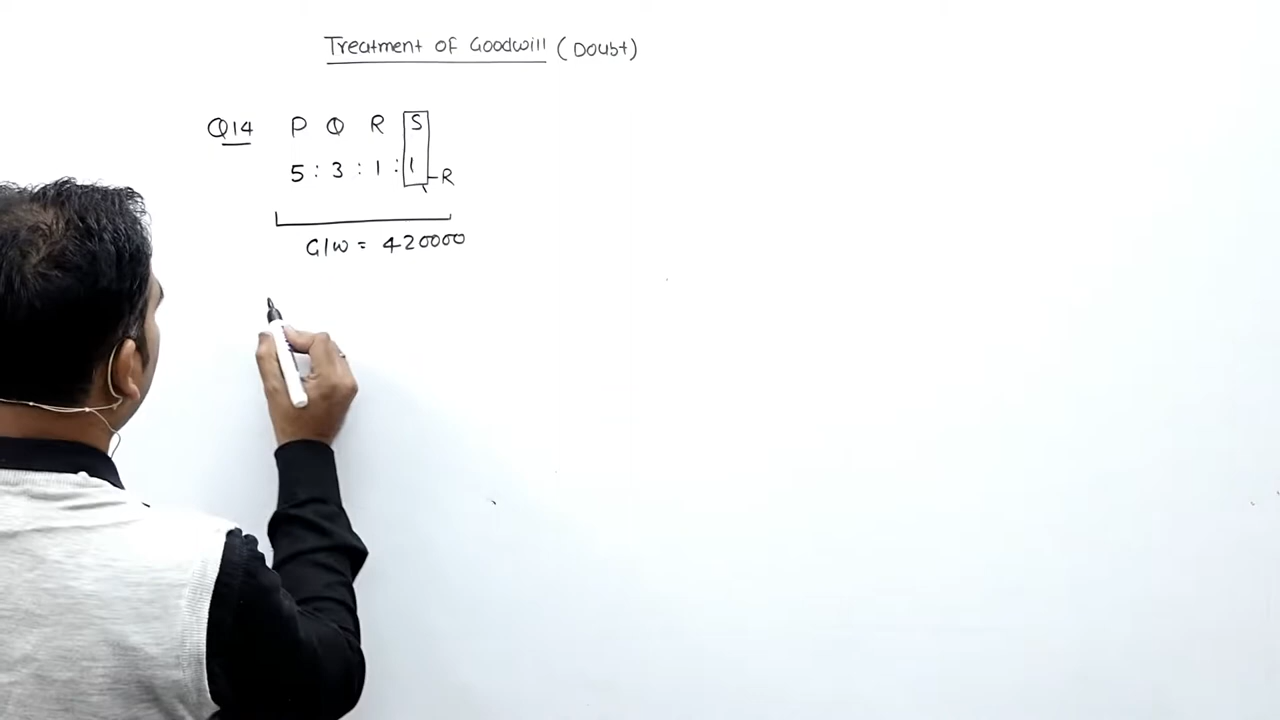 Treatment of Goodwill (Doubt)
Q14 P Q R S
5 : 3 : 1 : 1 -R
G/W = 420000